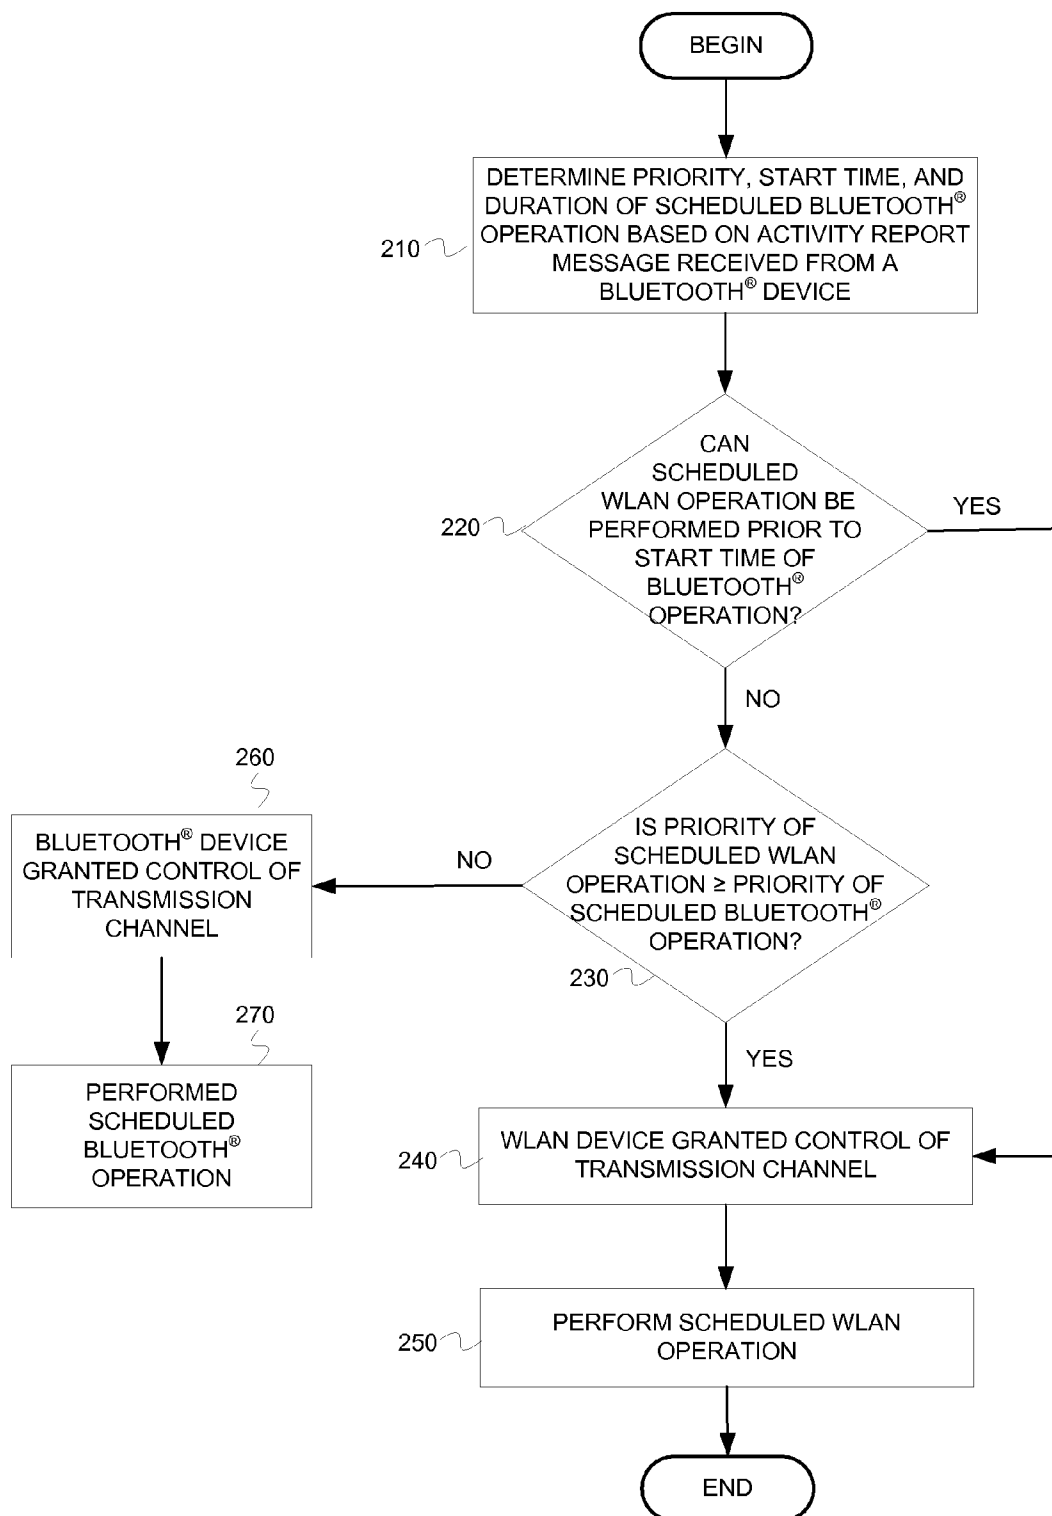 BEGIN
DETERMINE PRIORITY, START TIME, AND
DURATION OF SCHEDULED BLUETOOTH®
OPERATION BASED ON ACTIVITY REPORT
MESSAGE RECEIVED FROM A
BLUETOOTH® DEVICE
210
CAN
SCHEDULED
WLAN OPERATION BE
PERFORMED PRIOR TO
START TIME OF
BLUETOOTH®
OPERATION?
220
YES
NO
IS PRIORITY OF
SCHEDULED WLAN
OPERATION ≥ PRIORITY OF
SCHEDULED BLUETOOTH®
OPERATION?
230
NO
260
BLUETOOTH® DEVICE
GRANTED CONTROL OF
TRANSMISSION
CHANNEL
270
PERFORMED
SCHEDULED
BLUETOOTH®
OPERATION
YES
WLAN DEVICE GRANTED CONTROL OF
TRANSMISSION CHANNEL
240
PERFORM SCHEDULED WLAN
OPERATION
250
END